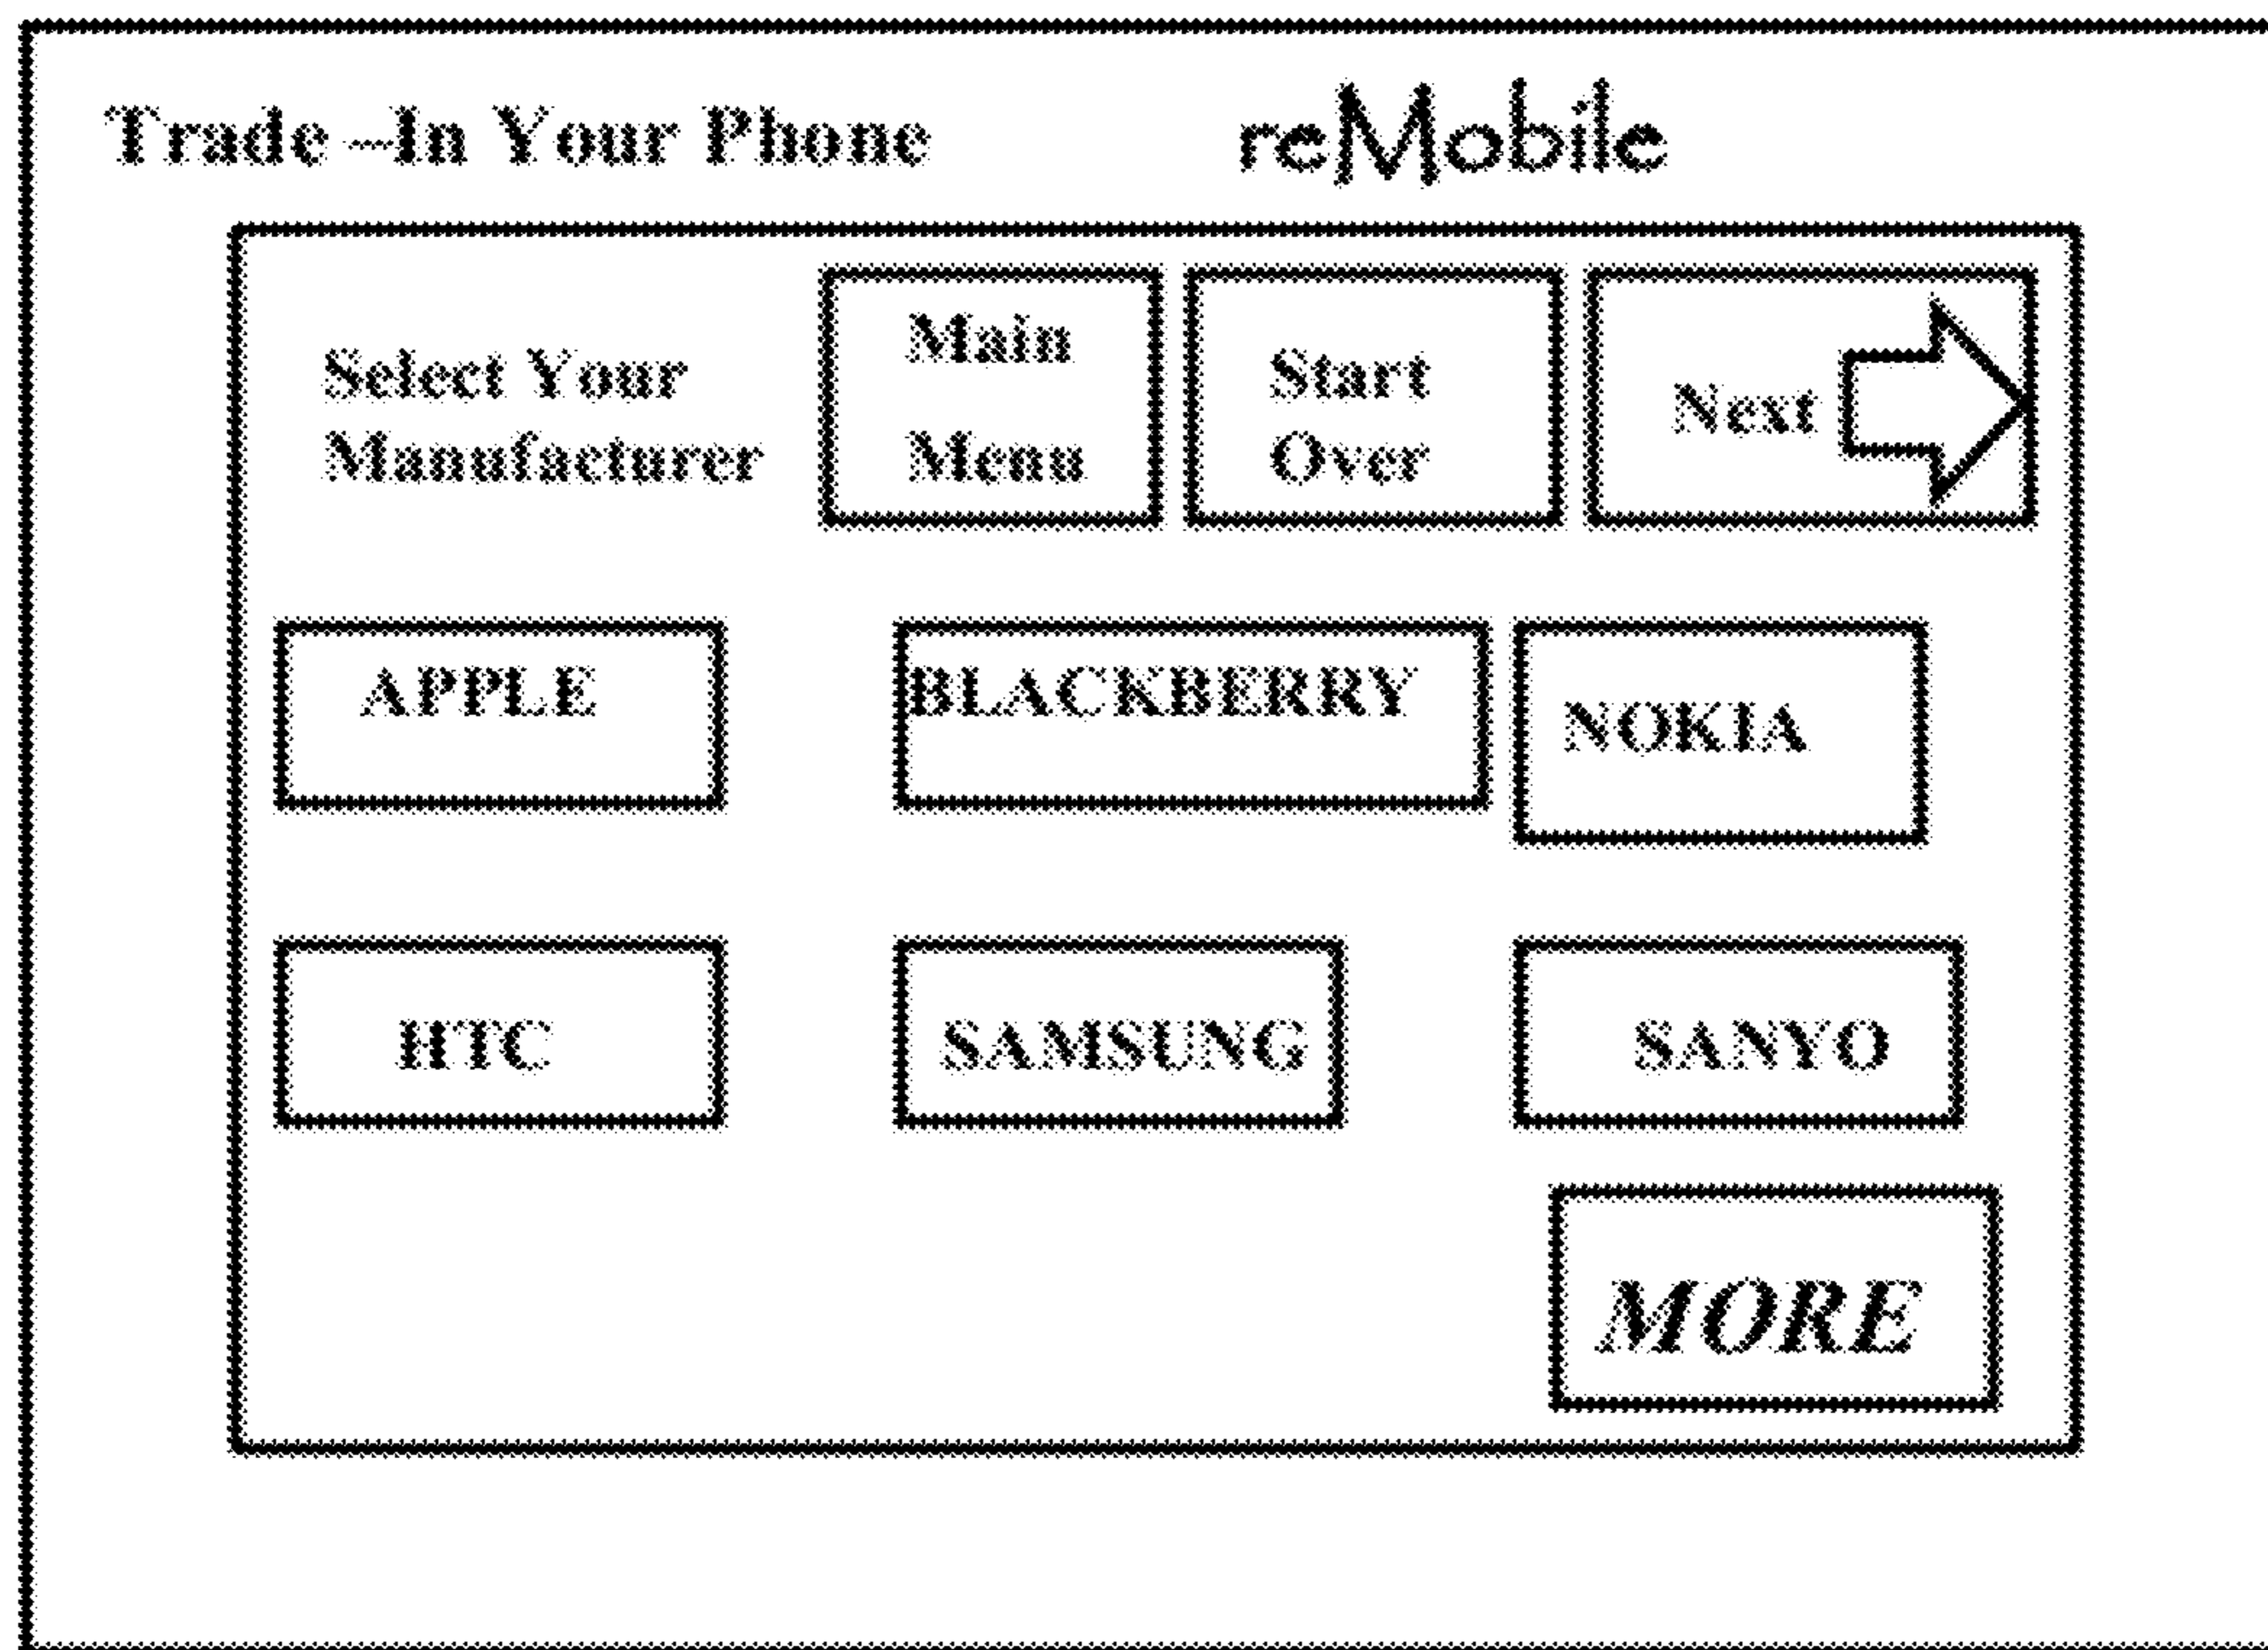 Trade –In Your Phone
reMobile
Select Your
Manufacturer
Main
Menu
Start
Over
Next
APPLE
BLACKBERRY
NOKIA
HTC
SAMSUNG
SANYO
MORE